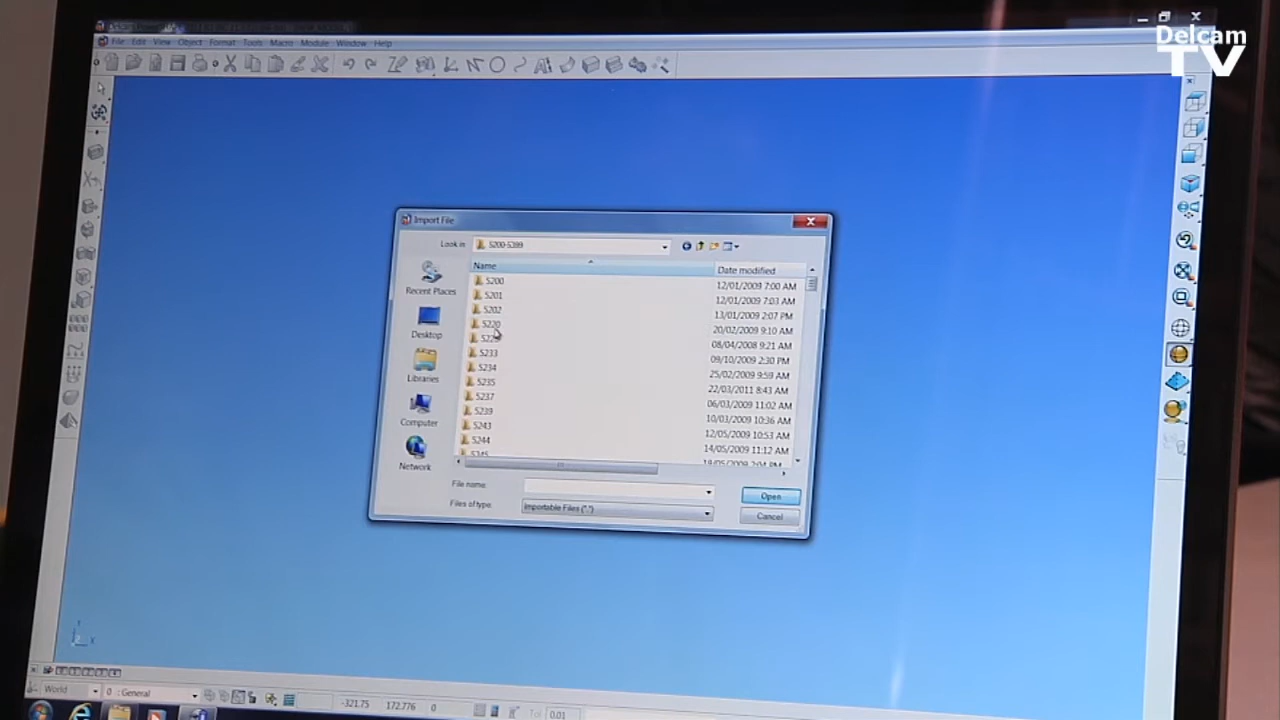 Delcam
TV
File Edit View Object Format Tools Macro Module Window Help
Import File
Look in 5200-5399
Name
Date modified
5200 12/01/2009 7:00 AM
5201 12/01/2009 7:03 AM
5202 13/01/2009 2:07 PM
5220 20/02/2009 9:10 AM
08/04/2008 9:21 AM
5233 09/10/2009 2:30 PM
5234 25/02/2009 9:59 AM
5235 22/03/2011 8:43 AM
5237 06/03/2009 11:02 AM
5239 10/03/2009 10:36 AM
5243 12/05/2009 10:53 AM
5244 14/05/2009 11:12 AM
5245
Recent Places
Desktop
Libraries
Computer
Network
File name:
Open
Files of type: Importable Files (*.*)
Cancel
World 0 : General -321.75 172.776 0 Tol 0.01